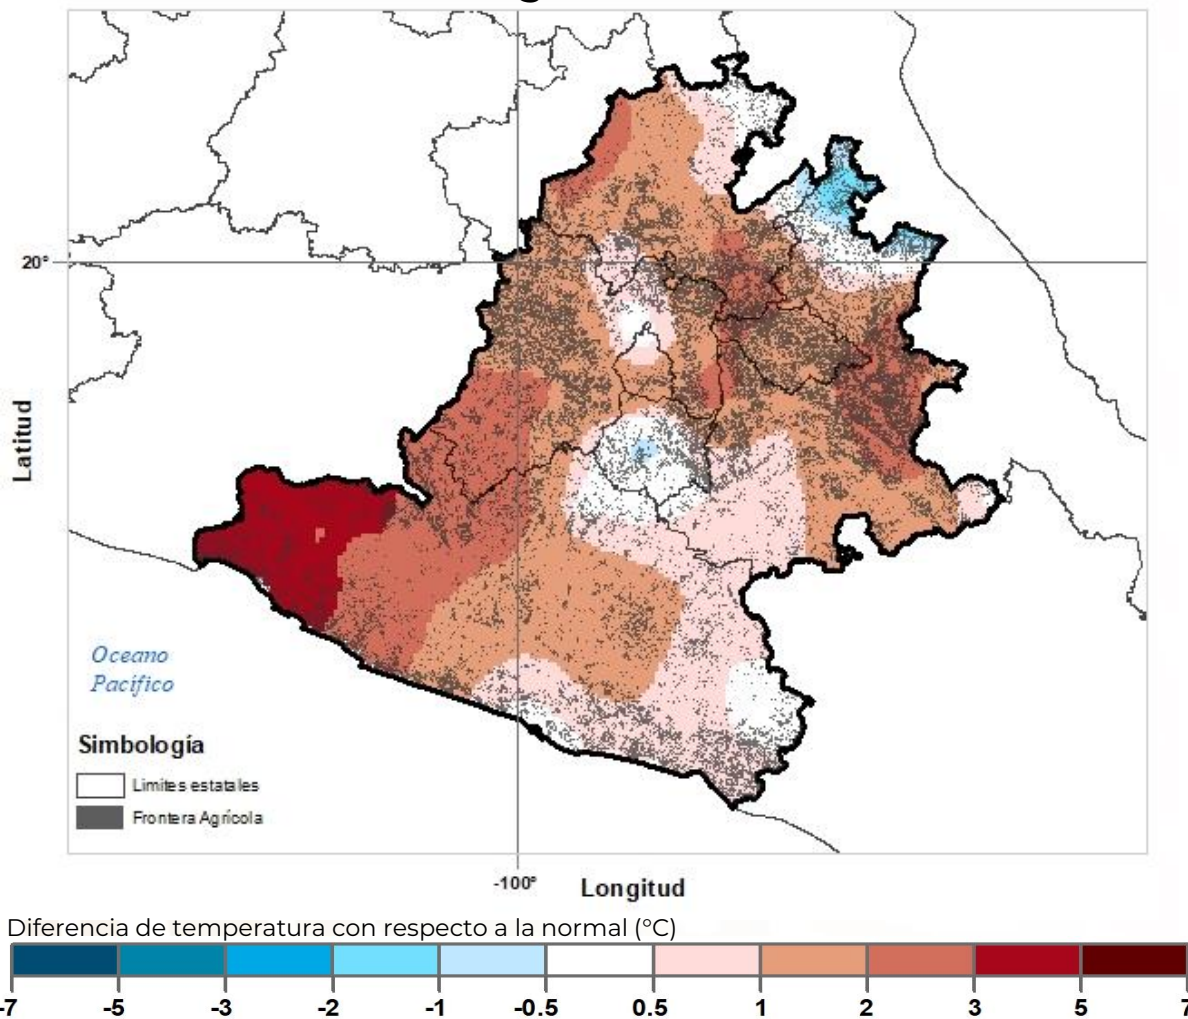 20°
Latitud
Oceano
Pacífico
Simbología
Limites estatales
Frontera Agrícola
-100°
Longitud
Diferencia de temperatura con respecto a la normal (°C)
-7 -5 -3 -2 -1 -0.5 0.5 1 2 3 5 7